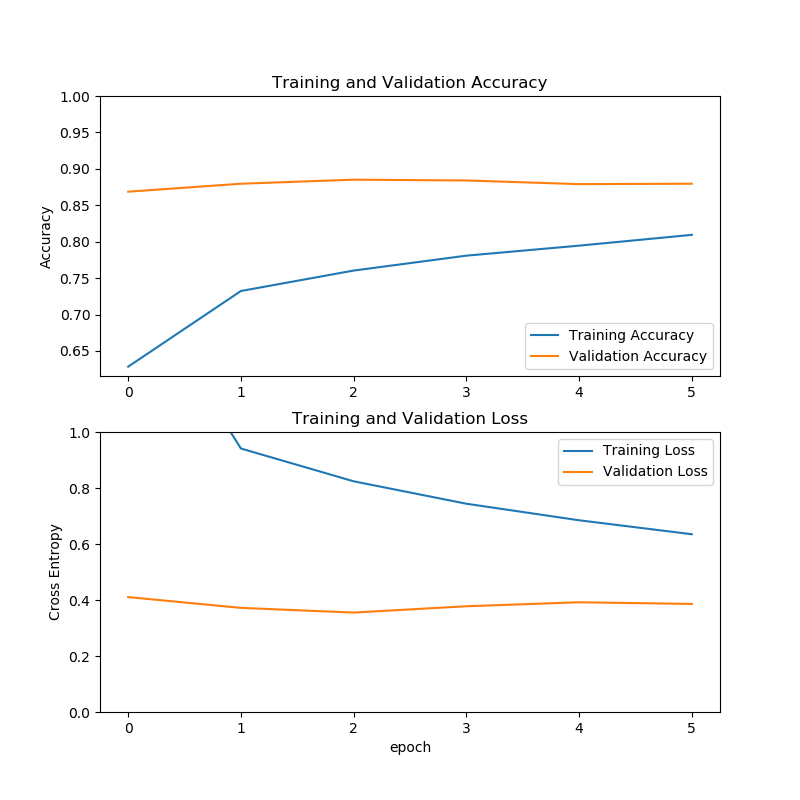 Training and Validation Accuracy
1.00
0.95
0.90
0.85
0.80
0.75
0.70
0.65
Accuracy
Training Accuracy
Validation Accuracy
0 1 2 3 4 5
Training and Validation Loss
1.0
0.8
0.6
0.4
0.2
0.0
Cross Entropy
Training Loss
Validation Loss
0 1 2 3 4 5
epoch